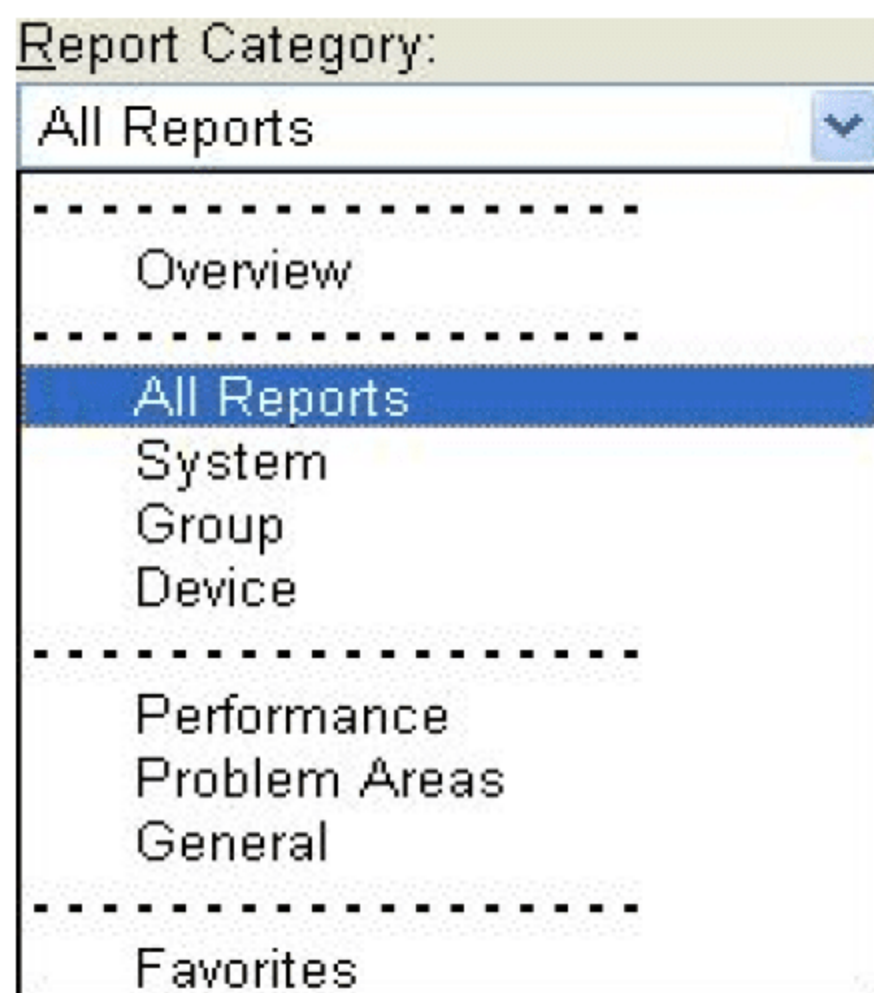 Report Category:
All Reports
- - - - - - - - - - - - - - - - - -
Overview
- - - - - - - - - - - - - - - - - -
All Reports
System
Group
Device
- - - - - - - - - - - - - - - - - -
Performance
Problem Areas
General
- - - - - - - - - - - - - - - - - -
Favorites